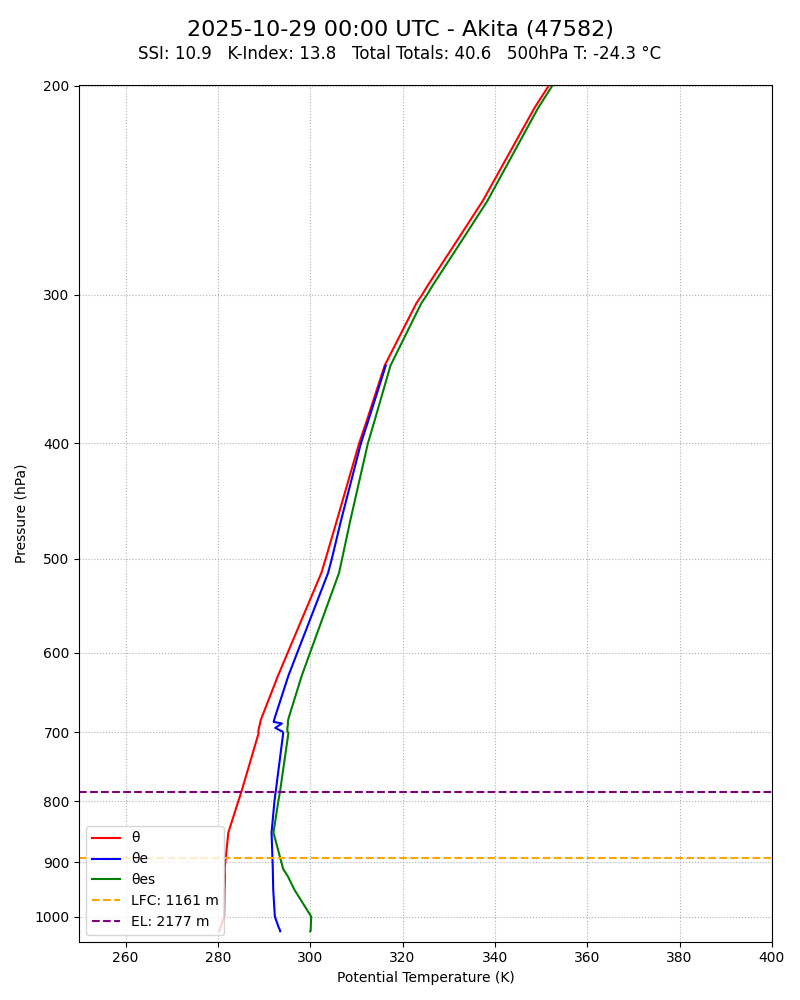 2025-10-29 00:00 UTC - Akita (47582)
SSI: 10.9   K-Index: 13.8   Total Totals: 40.6   500hPa T: -24.3 °C
200
300
400
500
600
700
800
900
1000
Pressure (hPa)
θ
θe
θes
LFC: 1161 m
EL: 2177 m
260 280 300 320 340 360 380 400
Potential Temperature (K)